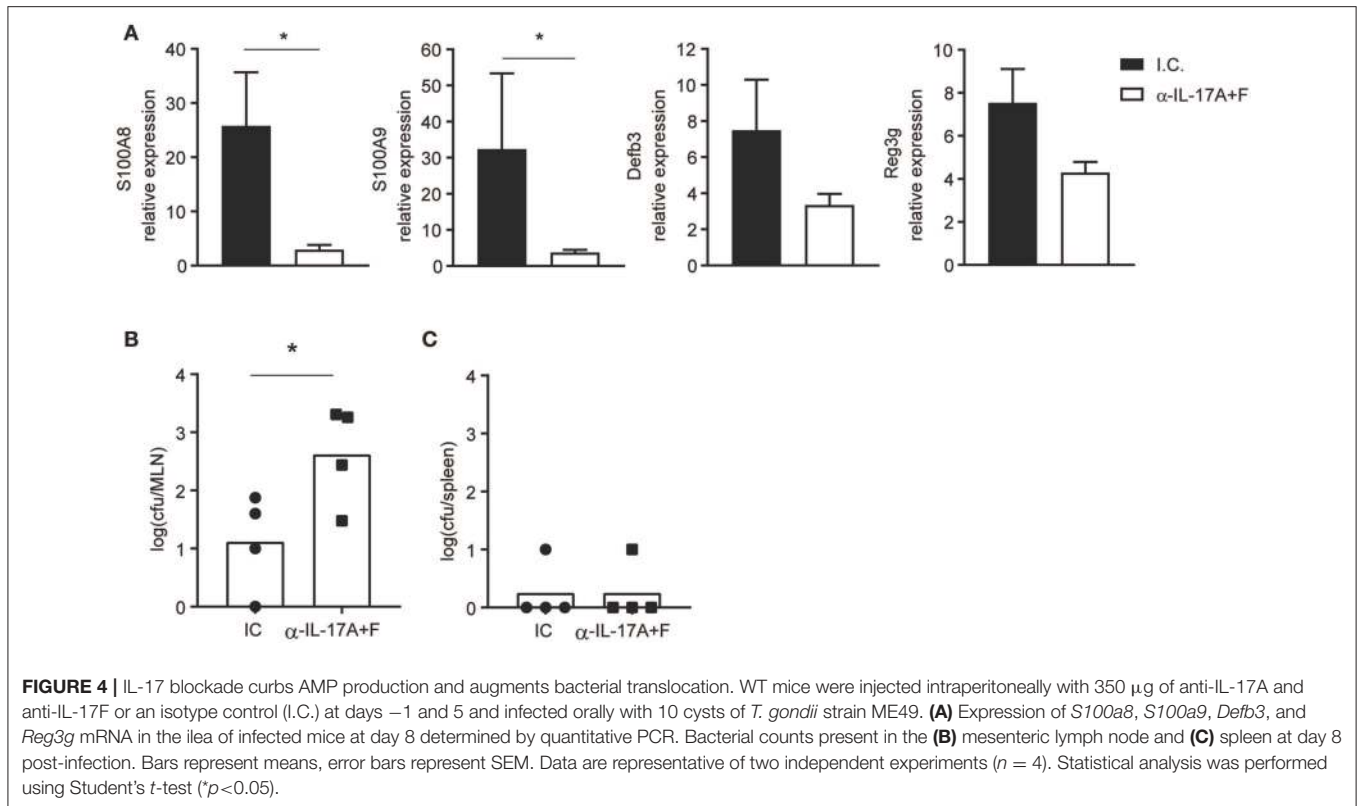 A
*
*
40
30
20
10
0
S100A8
relative expression
60
50
40
30
20
10
0
S100A9
relative expression
12
10
8
6
4
2
0
Defb3
relative expression
10
8
6
4
2
0
Reg3g
relative expression
I.C.
α-IL-17A+F
B
*
4
3
2
1
0
log(cfu/MLN)
IC α-IL-17A+F
C
4
3
2
1
0
log(cfu/spleen)
IC α-IL-17A+F
FIGURE 4 | IL-17 blockade curbs AMP production and augments bacterial translocation. WT mice were injected intraperitoneally with 350 μg of anti-IL-17A and
anti-IL-17F or an isotype control (I.C.) at days −1 and 5 and infected orally with 10 cysts of T. gondii strain ME49. (A) Expression of S100a8, S100a9, Defb3, and
Reg3g mRNA in the ilea of infected mice at day 8 determined by quantitative PCR. Bacterial counts present in the (B) mesenteric lymph node and (C) spleen at day 8
post-infection. Bars represent means, error bars represent SEM. Data are representative of two independent experiments (n = 4). Statistical analysis was performed
using Student's t-test (*p<0.05).